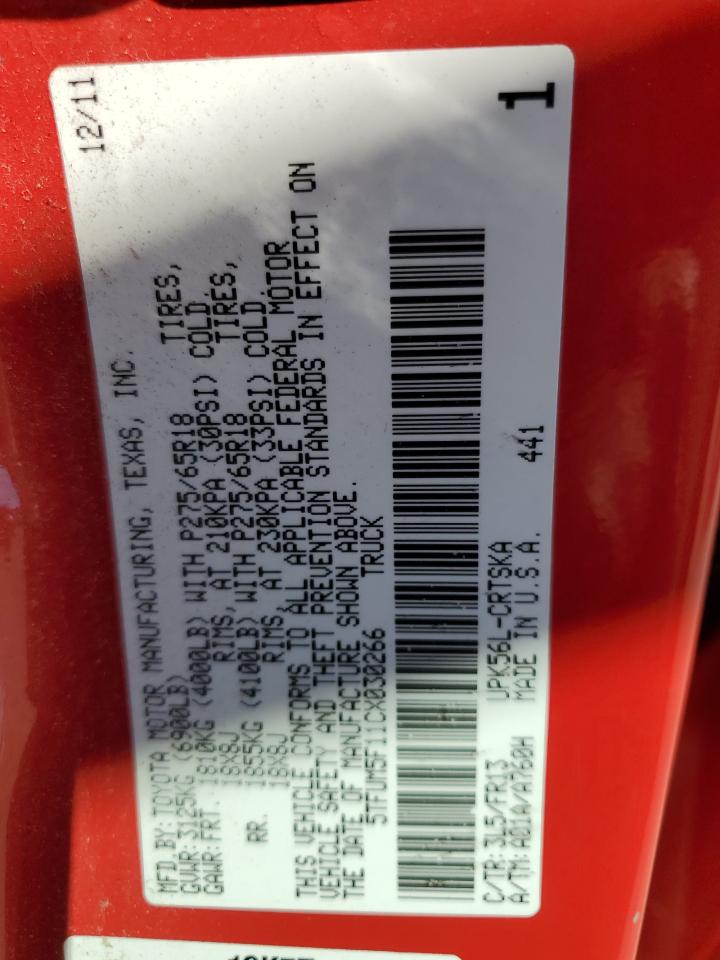 MFD.BY:TOYOTA MOTOR MANUFACTURING, TEXAS, INC. 12/11
GVWR:3125KG (6900LB)
GAWR:FRT. 1810KG (4000LB) WITH P275/65R18 TIRES,
18X8J RIMS, AT 210KPA (30PSI) COLD.
RR. 1855KG (4100LB) WITH P275/65R18 TIRES,
18X8J RIMS, AT 230KPA (33PSI) COLD.
THIS VEHICLE CONFORMS TO ALL APPLICABLE FEDERAL MOTOR
VEHICLE SAFETY AND THEFT PREVENTION STANDARDS IN EFFECT ON
THE DATE OF MANUFACTURE SHOWN ABOVE.
5TFUM5F11CX030266 TRUCK
C/TR:3L5/FR13 UPK56L-CRTSKA 441
A/TM:A01A/A760H MADE IN U.S.A. 1